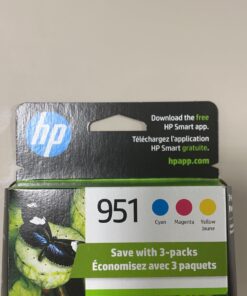 Download the free
HP Smart app.
Téléchargez l'application
HP Smart gratuite.
hpapp.com
hp
951
Cyan
Magenta
Yellow
Jaune
Save with 3-packs
Économisez avec 3 paquets